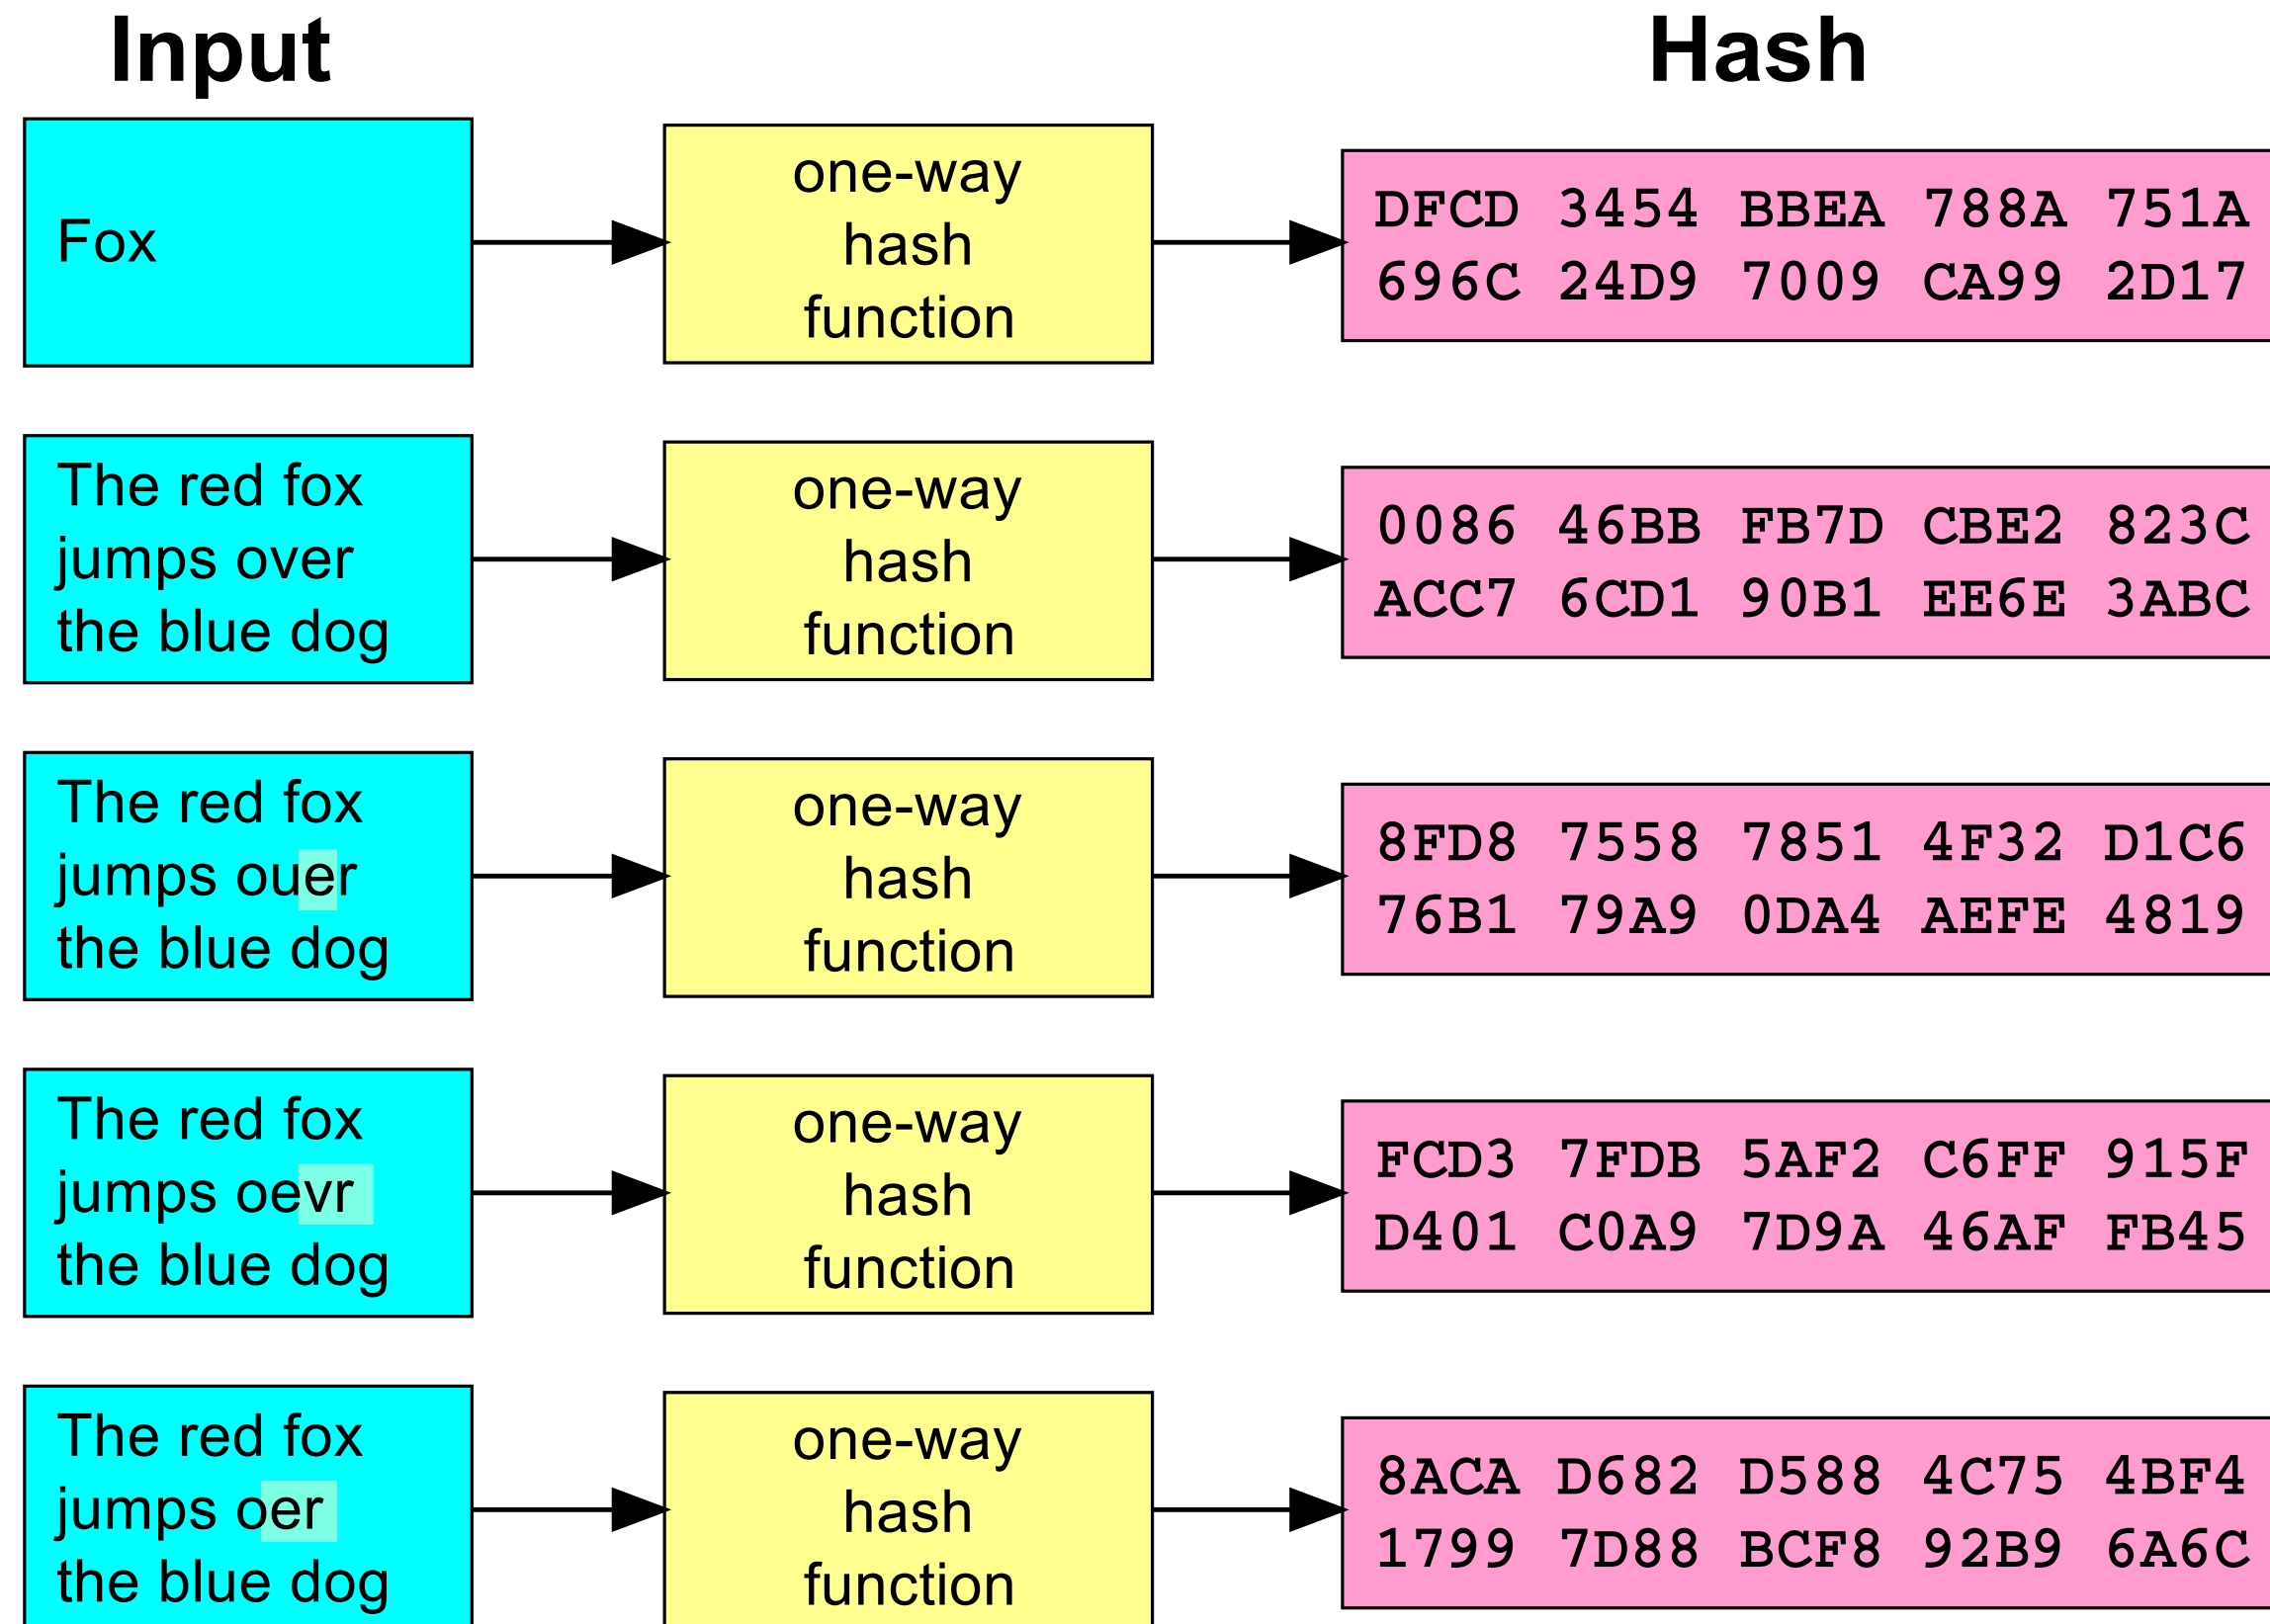 Input
Hash
Fox
one-way
hash
function
DFCD 3454 BBEA 788A 751A
696C 24D9 7009 CA99 2D17
The red fox
jumps over
the blue dog
one-way
hash
function
0086 46BB FB7D CBE2 823C
ACC7 6CD1 90B1 EE6E 3ABC
The red fox
jumps ouer
the blue dog
one-way
hash
function
8FD8 7558 7851 4F32 D1C6
76B1 79A9 0DA4 AEFE 4819
The red fox
jumps oevr
the blue dog
one-way
hash
function
FCD3 7FDB 5AF2 C6FF 915F
D401 C0A9 7D9A 46AF FB45
The red fox
jumps oer
the blue dog
one-way
hash
function
8ACA D682 D588 4C75 4BF4
1799 7D88 BCF8 92B9 6A6C